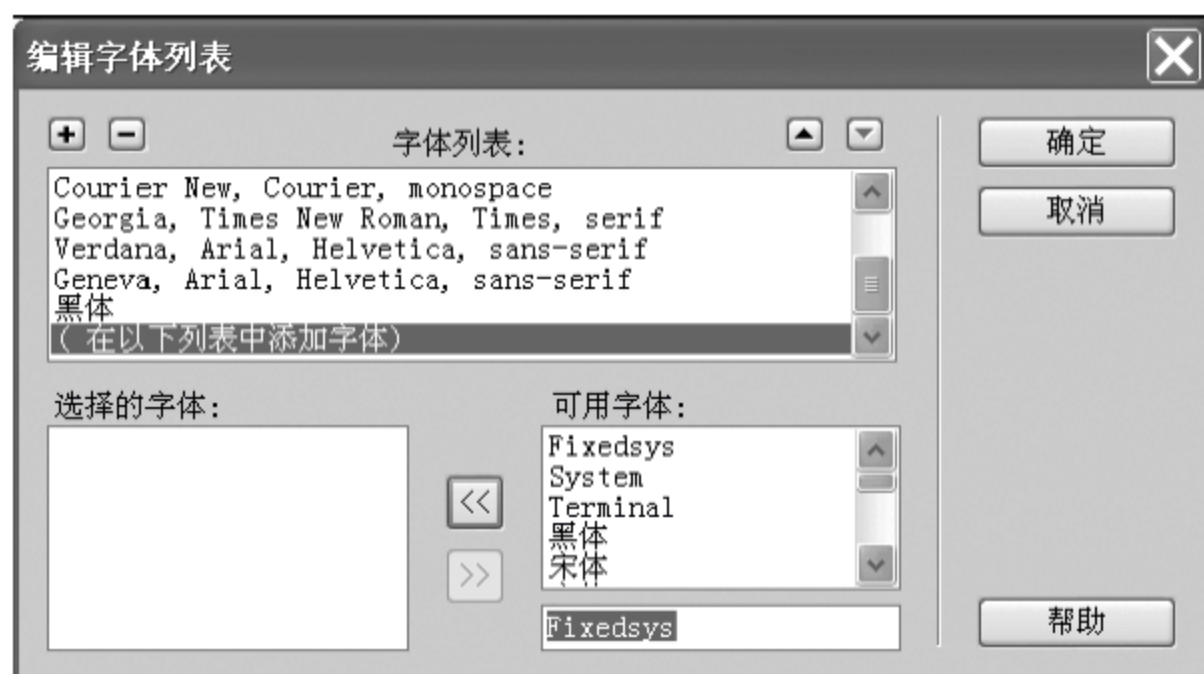 编辑字体列表
字体列表:
Courier New, Courier, monospace
Georgia, Times New Roman, Times, serif
Verdana, Arial, Helvetica, sans-serif
Geneva, Arial, Helvetica, sans-serif
黑体
( 在以下列表中添加字体)
确定
取消
选择的字体:
<<
>>
可用字体:
Fixedsys
System
Terminal
黑体
宋体
Fixedsys
帮助